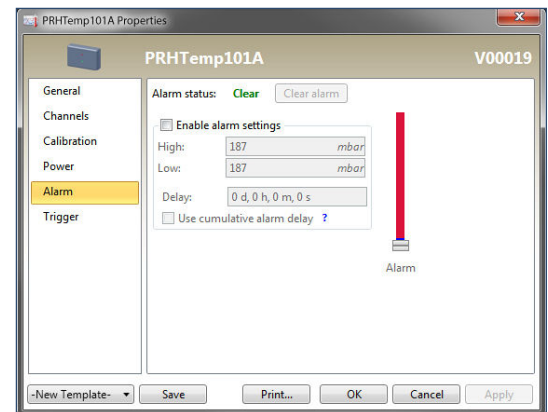 PRHTemp101A Properties
PRHTemp101A V00019
General
Channels
Calibration
Power
Alarm
Trigger
Alarm status: Clear Clear alarm
Enable alarm settings
High: 187 mbar
Low: 187 mbar
Delay: 0 d, 0 h, 0 m, 0 s
Use cumulative alarm delay ?
Alarm
-New Template- Save Print... OK Cancel Apply